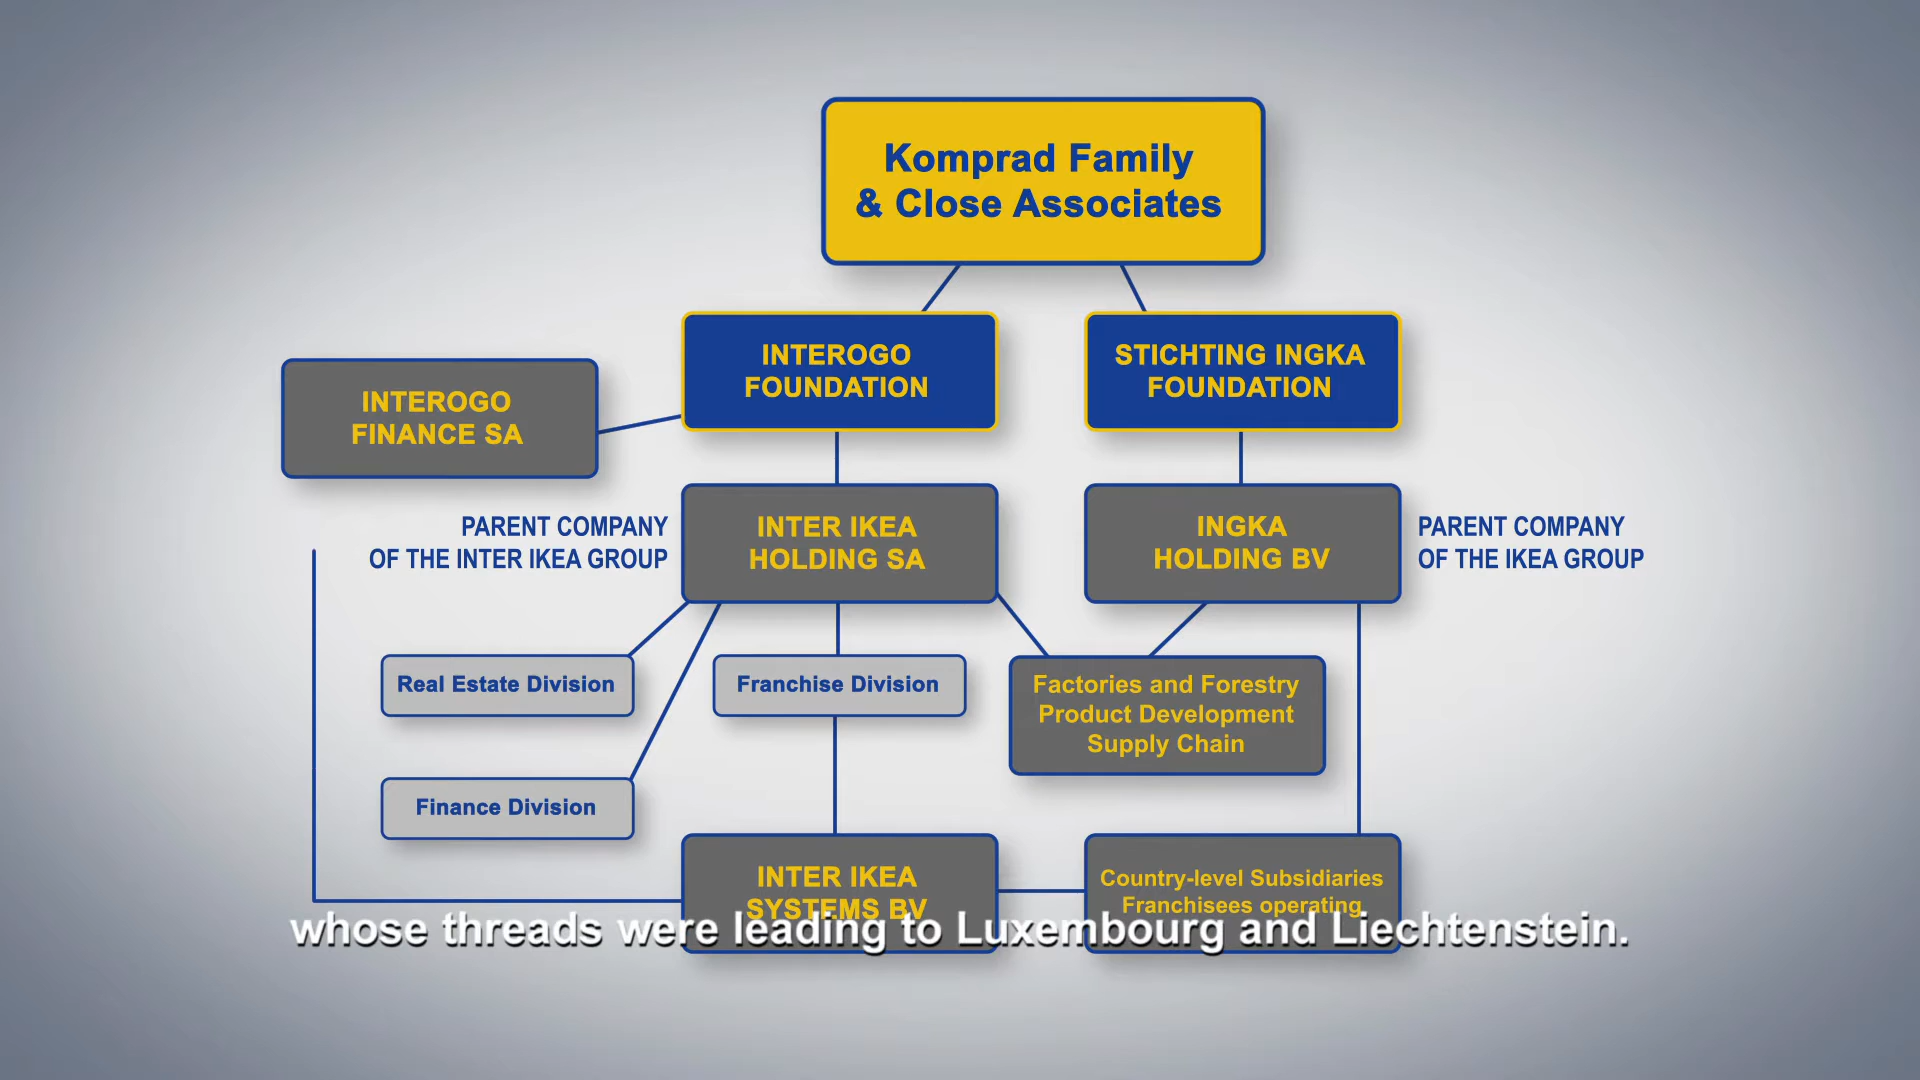 Komprad Family
& Close Associates
INTEROGO
FOUNDATION
STICHTING INGKA
FOUNDATION
INTEROGO
FINANCE SA
PARENT COMPANY
OF THE INTER IKEA GROUP
INTER IKEA
HOLDING SA
INGKA
HOLDING BV
PARENT COMPANY
OF THE IKEA GROUP
Real Estate Division
Franchise Division
Factories and Forestry
Product Development
Supply Chain
Finance Division
INTER IKEA
SYSTEMS BV
Country-level Subsidiaries
Franchisees operating
whose threads were leading to Luxembourg and Liechtenstein.